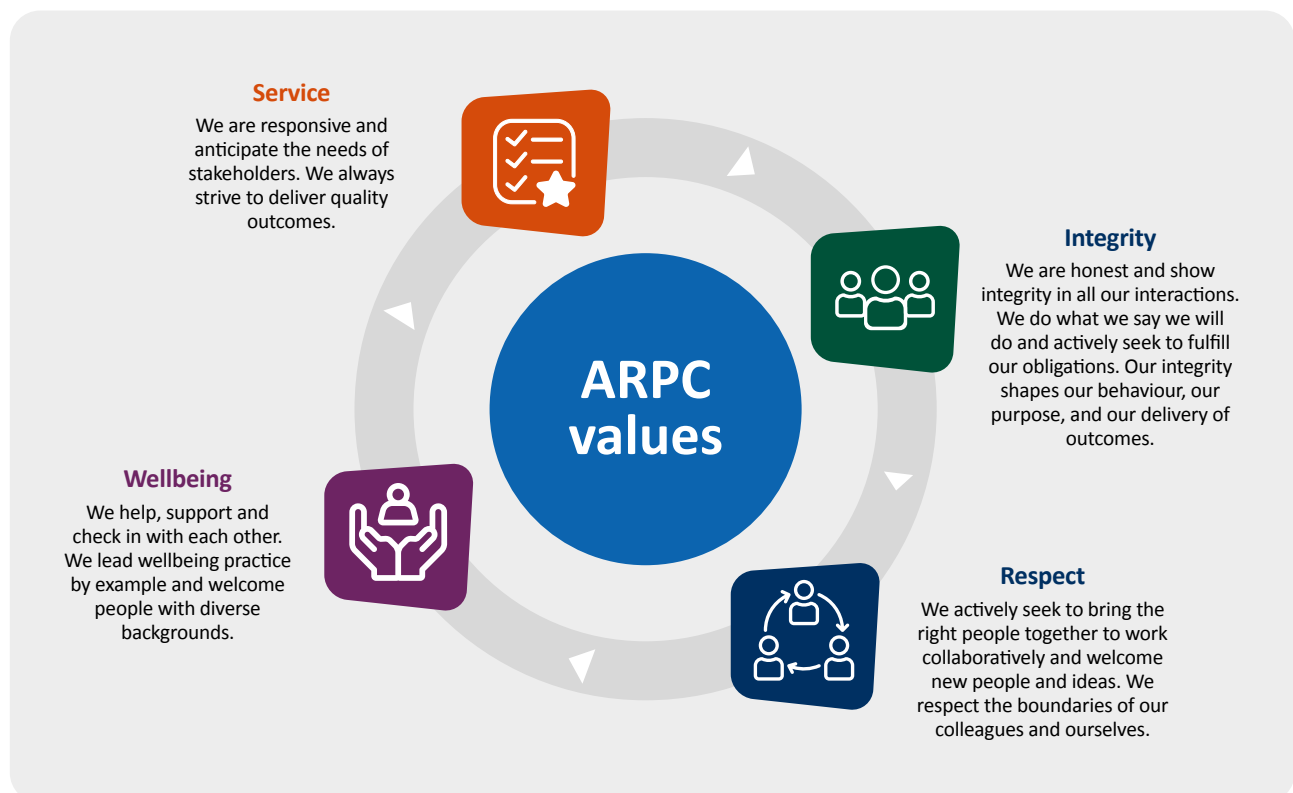 Service
We are responsive and
anticipate the needs of
stakeholders. We always
strive to deliver quality
outcomes.
Integrity
We are honest and show
integrity in all our interactions.
We do what we say we will
do and actively seek to fulfill
our obligations. Our integrity
shapes our behaviour, our
purpose, and our delivery of
outcomes.
ARPC
values
Wellbeing
We help, support and
check in with each other.
We lead wellbeing practice
by example and welcome
people with diverse
backgrounds.
Respect
We actively seek to bring the
right people together to work
collaboratively and welcome
new people and ideas. We
respect the boundaries of our
colleagues and ourselves.